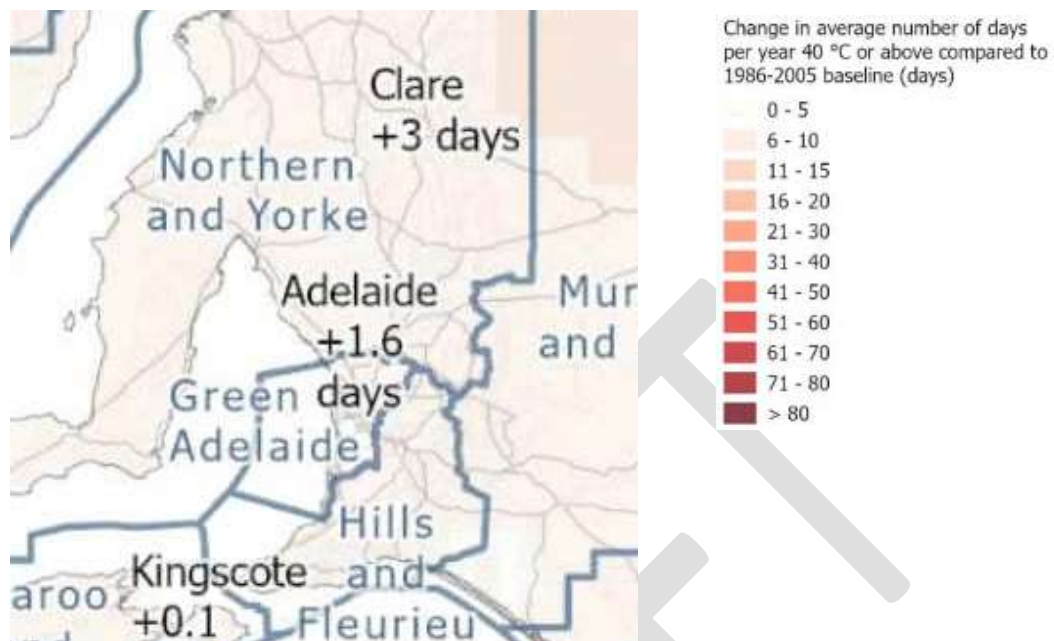 Clare
+3 days
Northern
and Yorke
Adelaide
+1.6
days
Mur
and
Green
Adelaide
Hills
and
Fleurieu
Kingscote
+0.1
aroo
Change in average number of days
per year 40 °C or above compared to
1986-2005 baseline (days)
0 - 5
6 - 10
11 - 15
16 - 20
21 - 30
31 - 40
41 - 50
51 - 60
61 - 70
71 - 80
> 80